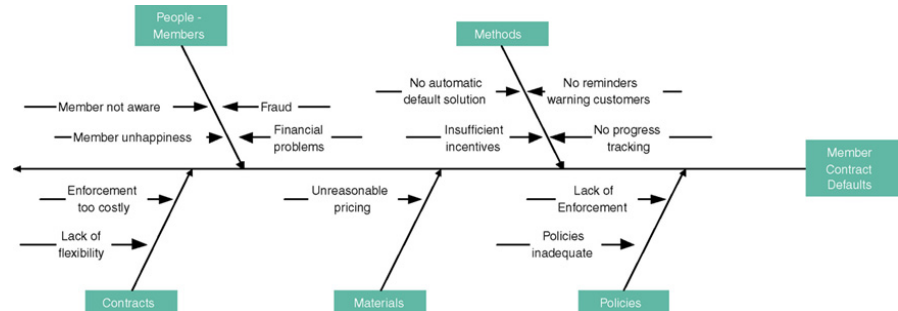 People -
Members
Methods
No automatic
default solution
No reminders
warning customers
Member not aware
Fraud
Member unhappiness
Financial
problems
Insufficient
incentives
No progress
tracking
Member
Contract
Defaults
Enforcement
too costly
Unreasonable
pricing
Lack of
Enforcement
Lack of
flexibility
Policies
inadequate
Contracts
Materials
Policies